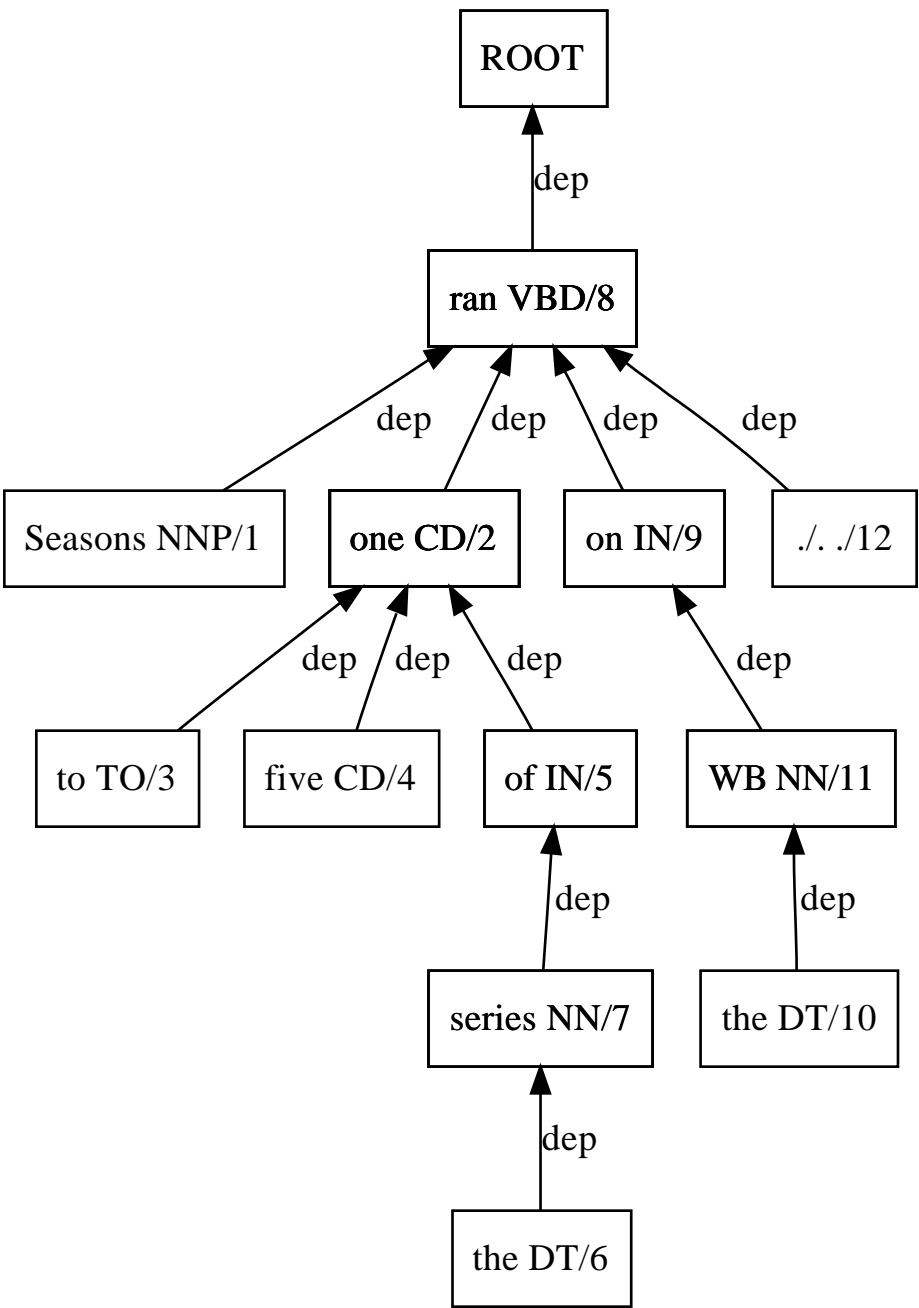 ROOT
dep
ran VBD/8
dep dep dep dep
Seasons NNP/1 one CD/2 on IN/9 ./. ./12
dep dep dep dep
to TO/3 five CD/4 of IN/5 WB NN/11
dep dep
series NN/7 the DT/10
dep
the DT/6